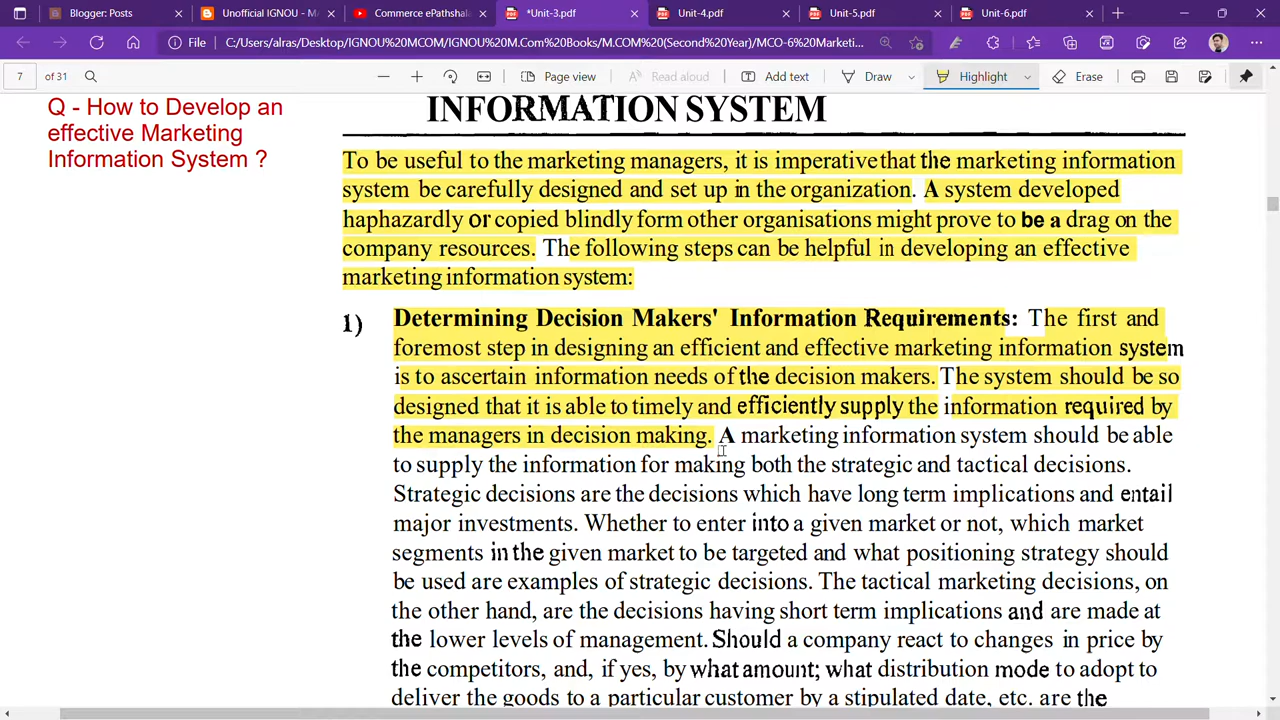 Blogger: Posts
Unofficial IGNOU - M
Commerce ePathshal
*Unit-3.pdf
Unit-4.pdf
Unit-5.pdf
Unit-6.pdf
File
C:/Users/alras/Desktop/IGNOU%20MCOM/IGNOU%20M.Com%20Books/M.COM%20(Second%20Year)/MCO-6%20Marketi...
7 of 31
Page view
Read aloud
Add text
Draw
Highlight
Erase
Q - How to Develop an
effective Marketing
Information System ?
INFORMATION SYSTEM
To be useful to the marketing managers, it is imperative that the marketing information
system be carefully designed and set up in the organization. A system developed
haphazardly or copied blindly form other organisations might prove to be a drag on the
company resources. The following steps can be helpful in developing an effective
marketing information system:
1) Determining Decision Makers' Information Requirements: The first and
foremost step in designing an efficient and effective marketing information system
is to ascertain information needs of the decision makers. The system should be so
designed that it is able to timely and efficiently supply the information required by
the managers in decision making. A marketing information system should be able
to supply the information for making both the strategic and tactical decisions.
Strategic decisions are the decisions which have long term implications and entail
major investments. Whether to enter into a given market or not, which market
segments in the given market to be targeted and what positioning strategy should
be used are examples of strategic decisions. The tactical marketing decisions, on
the other hand, are the decisions having short term implications and are made at
the lower levels of management. Should a company react to changes in price by
the competitors, and, if yes, by what amount; what distribution mode to adopt to
deliver the goods to a particular customer by a stipulated date, etc. are the